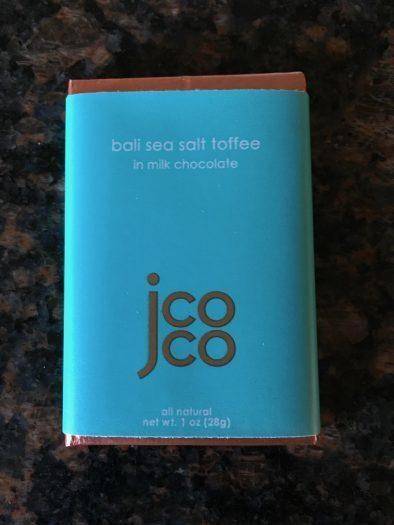 bali sea salt toffee
in milk chocolate
jco
jco
all natural
net wt. 1 oz (28g)